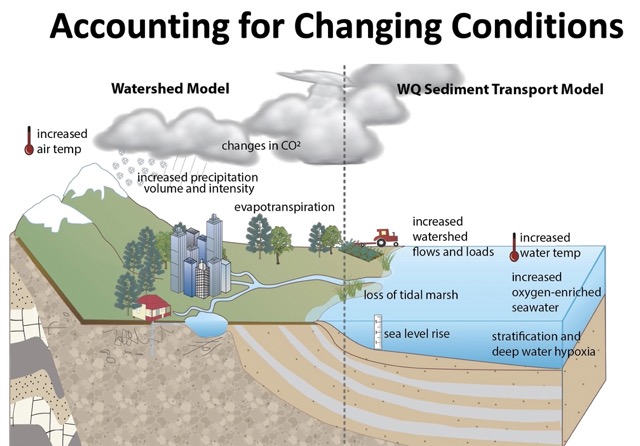 Accounting for Changing Conditions
Watershed Model
WQ Sediment Transport Model
increased
air temp
changes in CO²
increased precipitation
volume and intensity
evapotranspiration
increased
watershed
flows and loads
increased
water temp
increased
oxygen-enriched
seawater
loss of tidal marsh
sea level rise
stratification and
deep water hypoxia